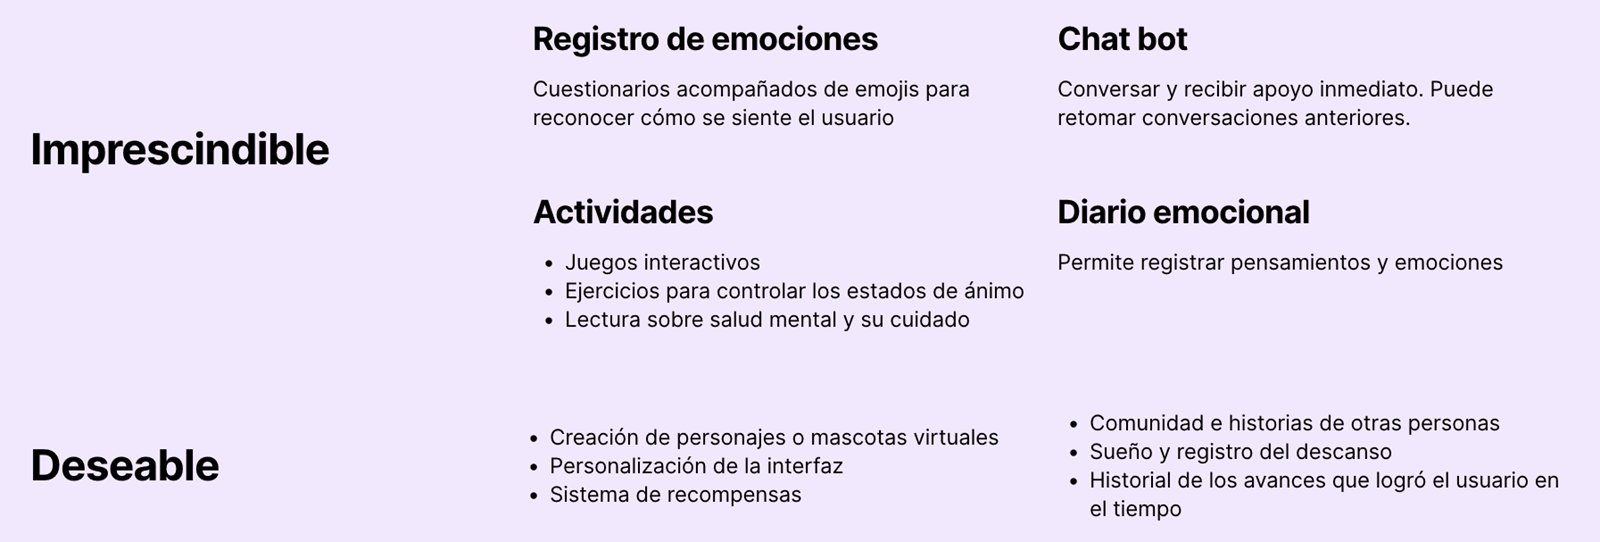 Imprescindible
Registro de emociones
Cuestionarios acompañados de emojis para
reconocer cómo se siente el usuario
Chat bot
Conversar y recibir apoyo inmediato. Puede
retomar conversaciones anteriores.
Actividades
• Juegos interactivos
• Ejercicios para controlar los estados de ánimo
• Lectura sobre salud mental y su cuidado
Diario emocional
Permite registrar pensamientos y emociones
Deseable
• Creación de personajes o mascotas virtuales
• Personalización de la interfaz
• Sistema de recompensas
• Comunidad e historias de otras personas
• Sueño y registro del descanso
• Historial de los avances que logró el usuario en
el tiempo